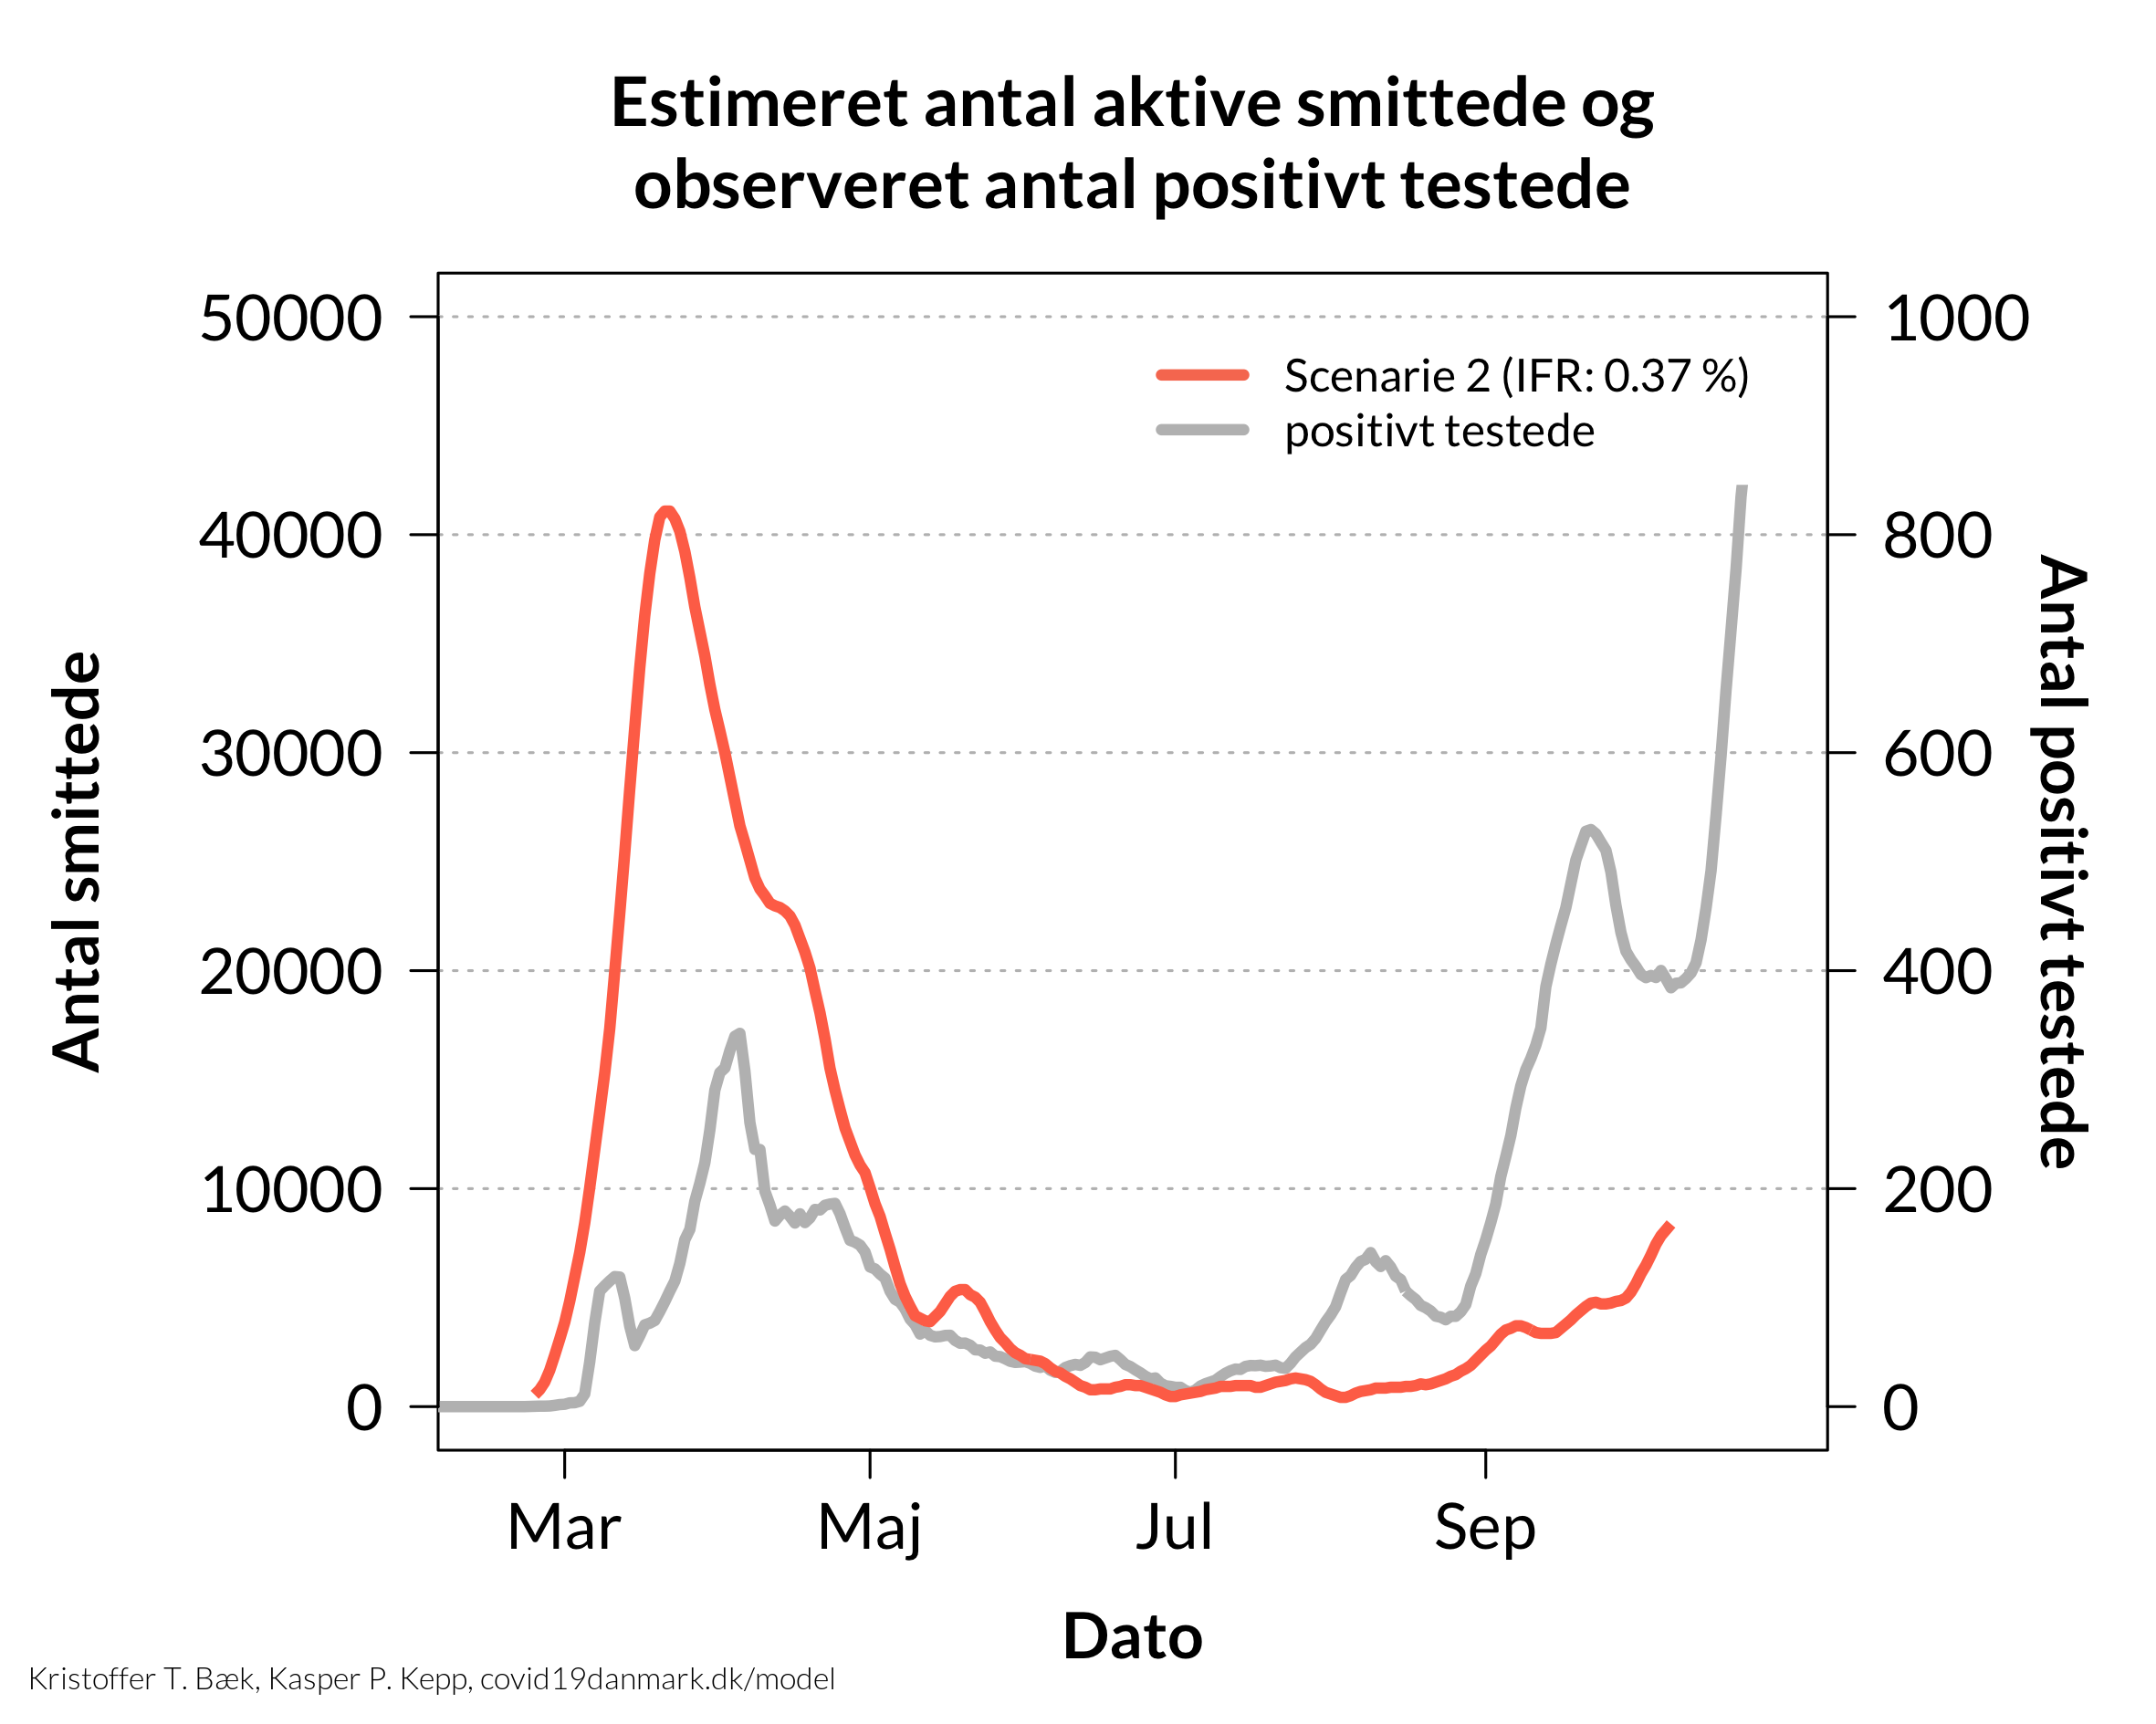 Estimeret antal aktive smittede og
observeret antal positivt testede
Scenarie 2 (IFR: 0.37 %)
positivt testede
Antal smittede
50000
40000
30000
20000
10000
0
1000
800
600
400
200
0
Antal positivt testede
Mar
Maj
Jul
Sep
Dato
Kristoffer T. Bæk, Kasper P. Kepp, covid19danmark.dk/model